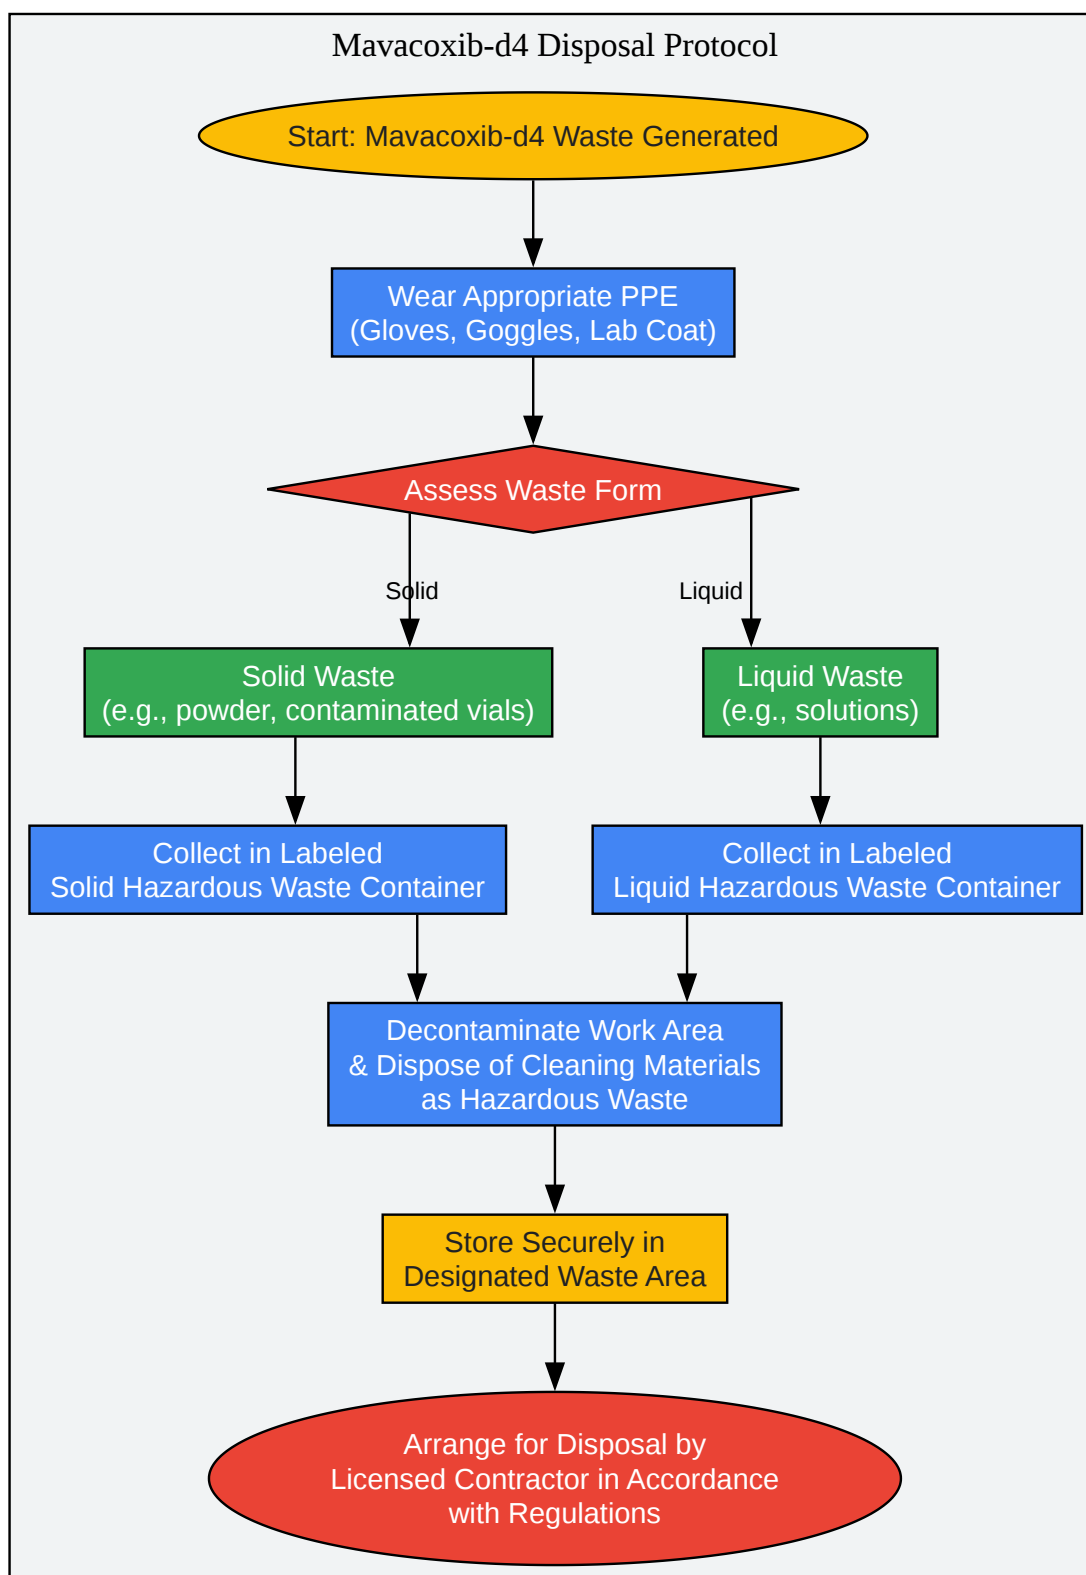 Mavacoxib-d4 Disposal Protocol
Start: Mavacoxib-d4 Waste Generated
Wear Appropriate PPE
(Gloves, Goggles, Lab Coat)
Assess Waste Form
Solid
Liquid
Solid Waste
(e.g., powder, contaminated vials)
Liquid Waste
(e.g., solutions)
Collect in Labeled
Solid Hazardous Waste Container
Collect in Labeled
Liquid Hazardous Waste Container
Decontaminate Work Area
& Dispose of Cleaning Materials
as Hazardous Waste
Store Securely in
Designated Waste Area
Arrange for Disposal by
Licensed Contractor in Accordance
with Regulations